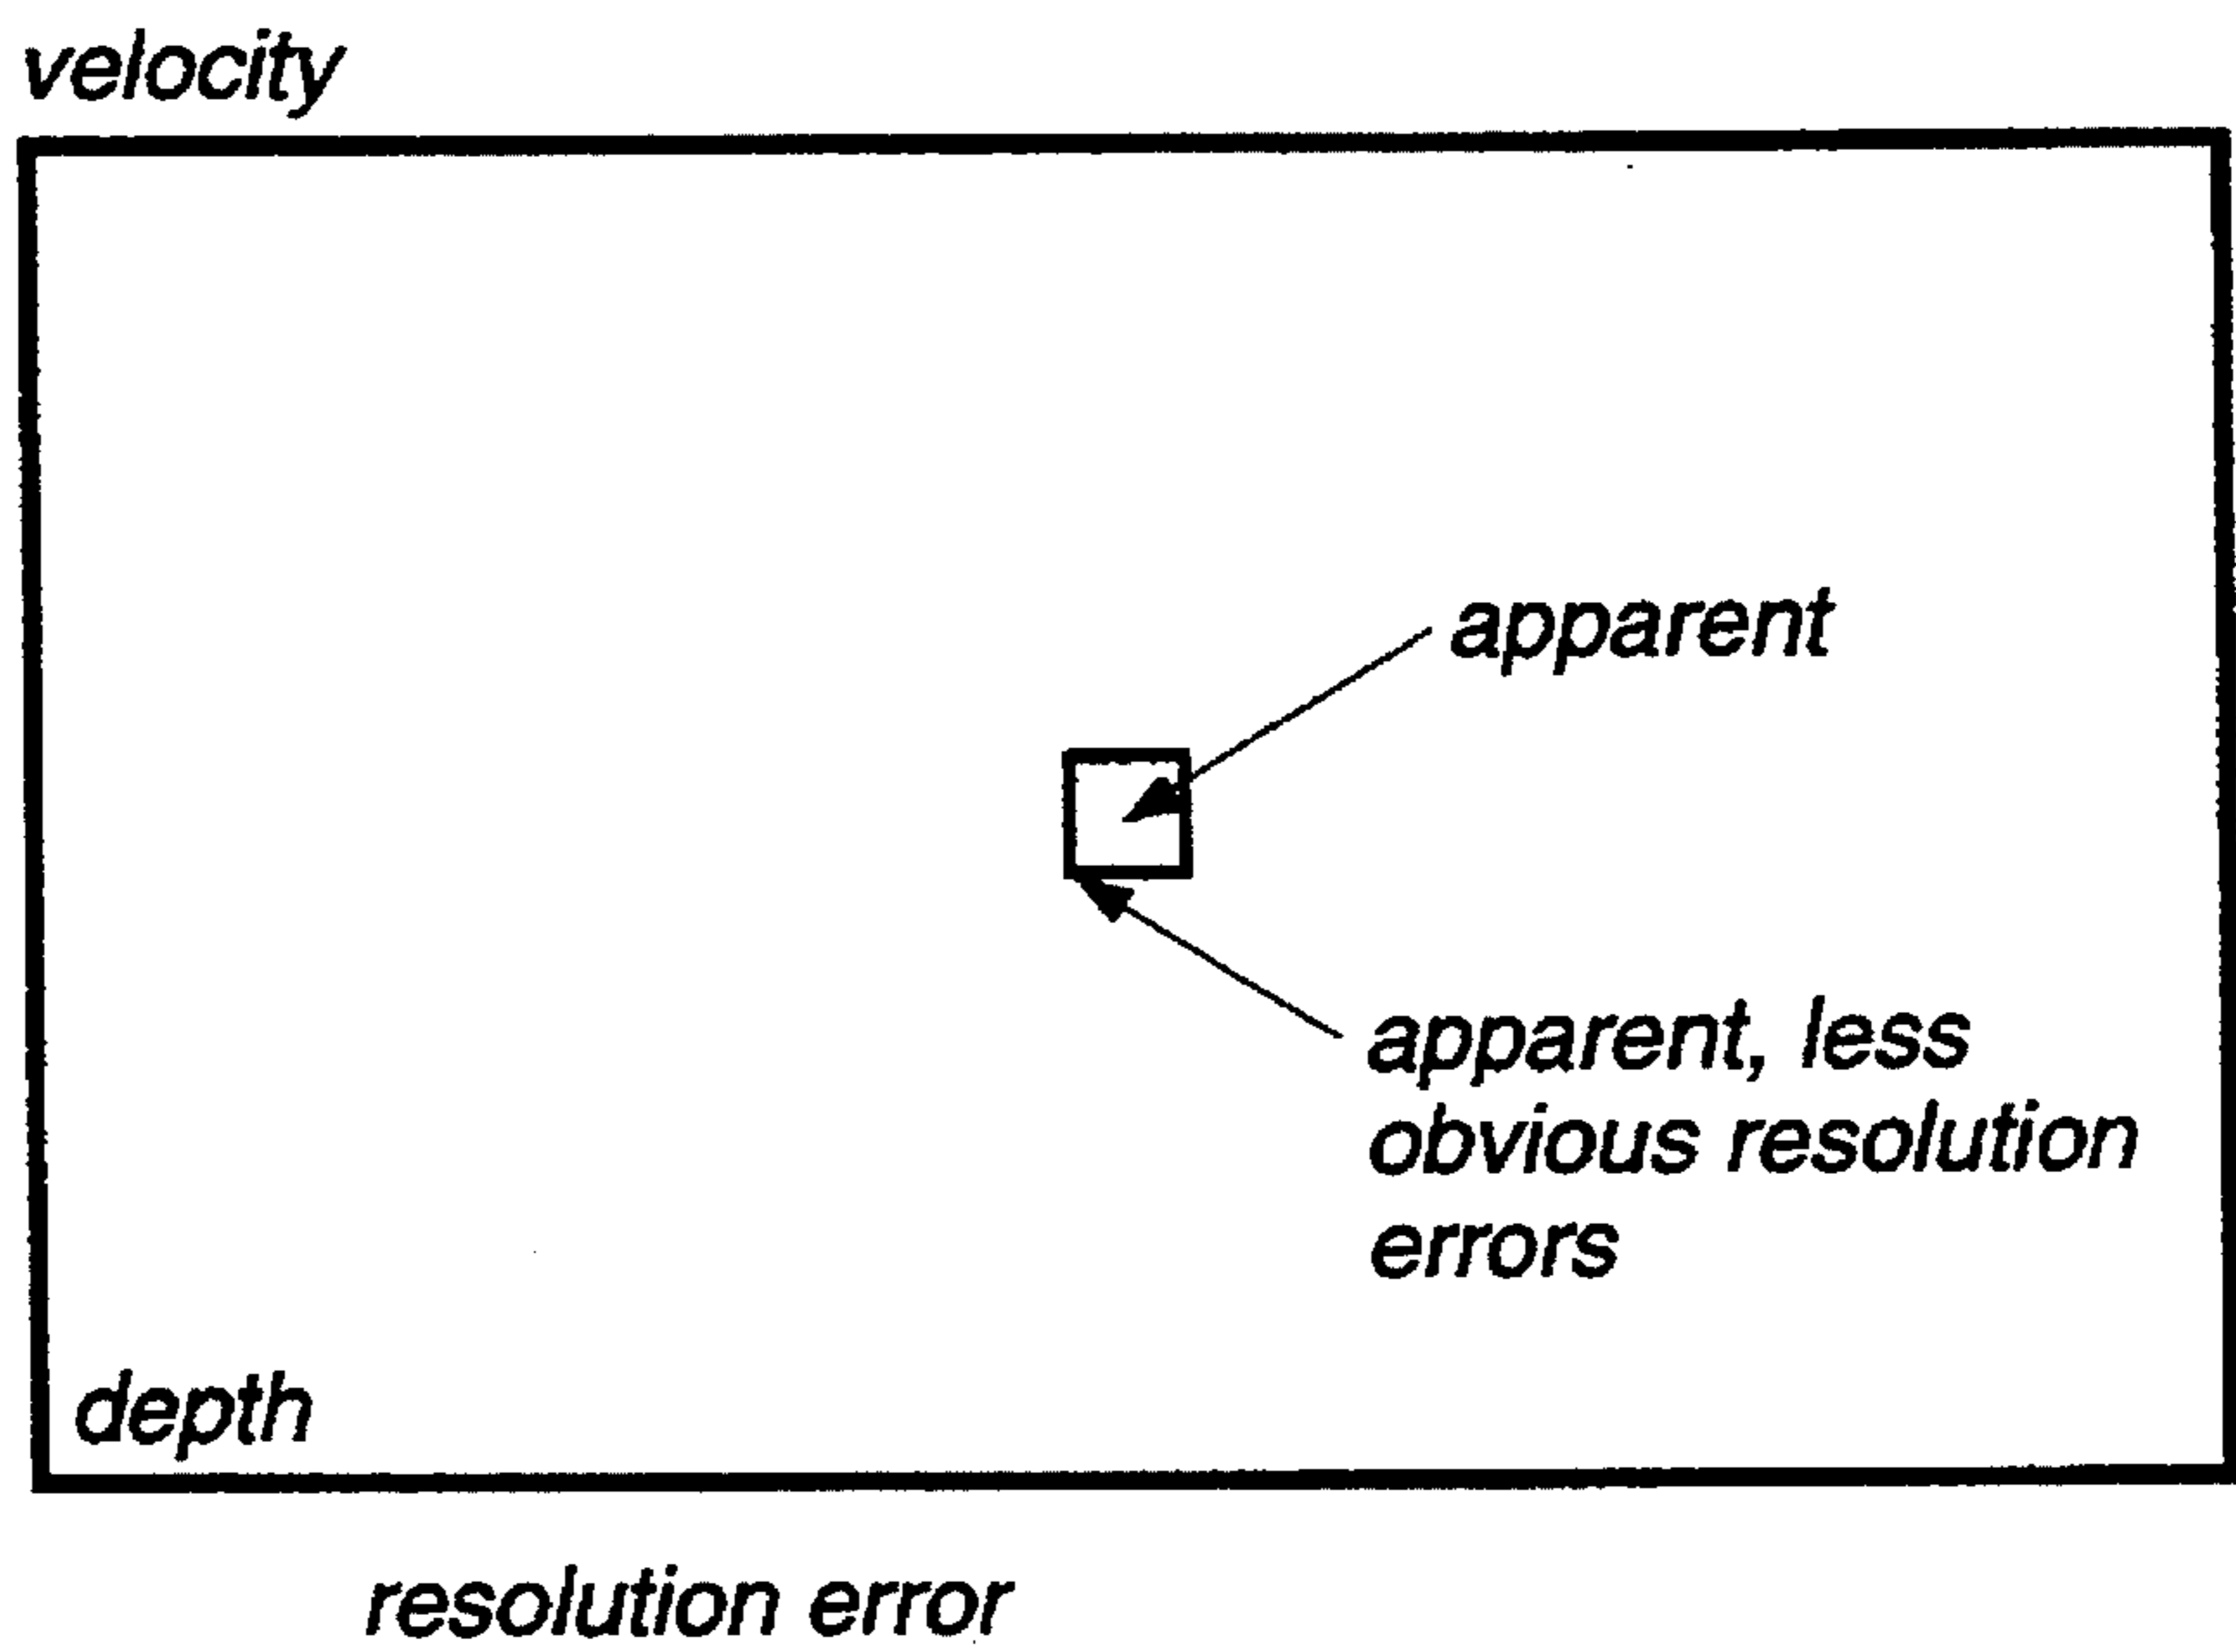 velocity
apparent
apparent, less
obvious resolution
errors
depth
resolution error